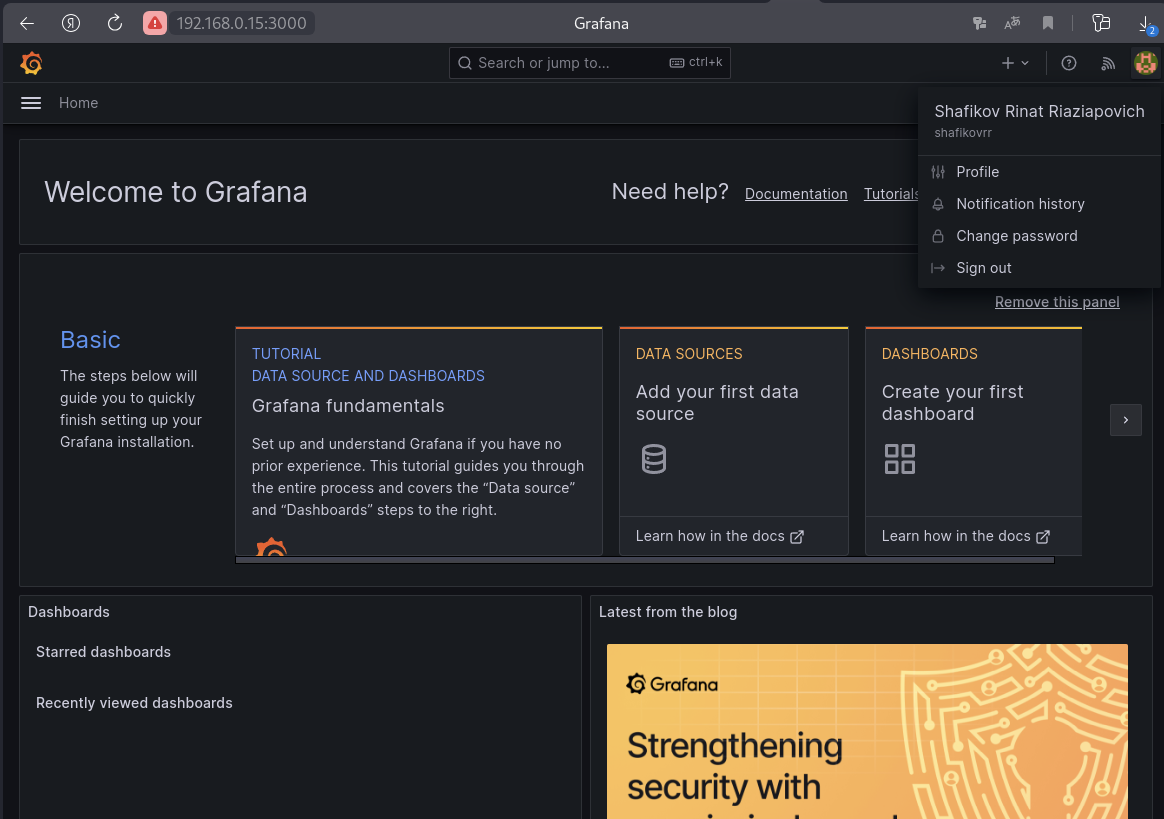 192.168.0.15:3000
Grafana
2
Search or jump to...
ctrl+k
Home
Shafikov Rinat Riaziapovich
shafikovrr
Profile
Notification history
Change password
Sign out
Welcome to Grafana
Need help?
Documentation
Tutorials
Remove this panel
Basic
The steps below will
guide you to quickly
finish setting up your
Grafana installation.
TUTORIAL
DATA SOURCE AND DASHBOARDS
Grafana fundamentals
Set up and understand Grafana if you have no
prior experience. This tutorial guides you through
the entire process and covers the “Data source”
and “Dashboards” steps to the right.
DATA SOURCES
Add your first data
source
Learn how in the docs
DASHBOARDS
Create your first
dashboard
Learn how in the docs
Dashboards
Starred dashboards
Recently viewed dashboards
Latest from the blog
Grafana
Strengthening
security with